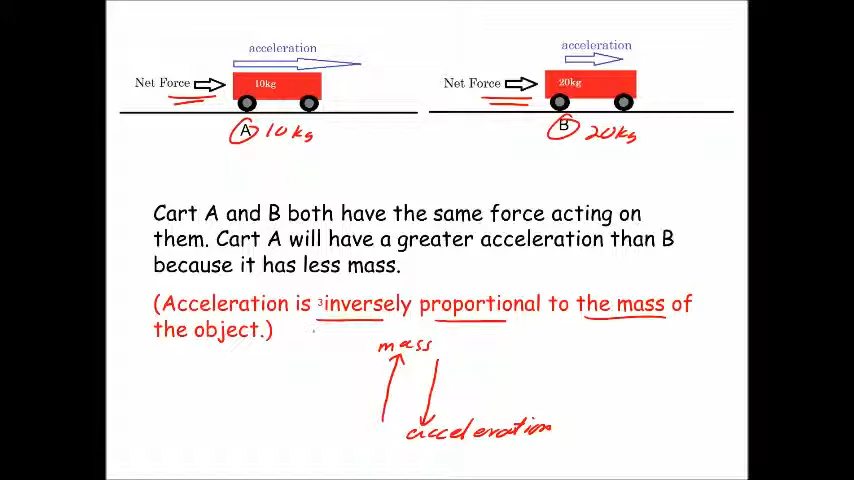 acceleration
acceleration
Net Force
10kg
Net Force
20kg
A 10kg
B 20kg
Cart A and B both have the same force acting on
them. Cart A will have a greater acceleration than B
because it has less mass.
(Acceleration is 3 inversely proportional to the mass of
the object.)
mass
acceleration